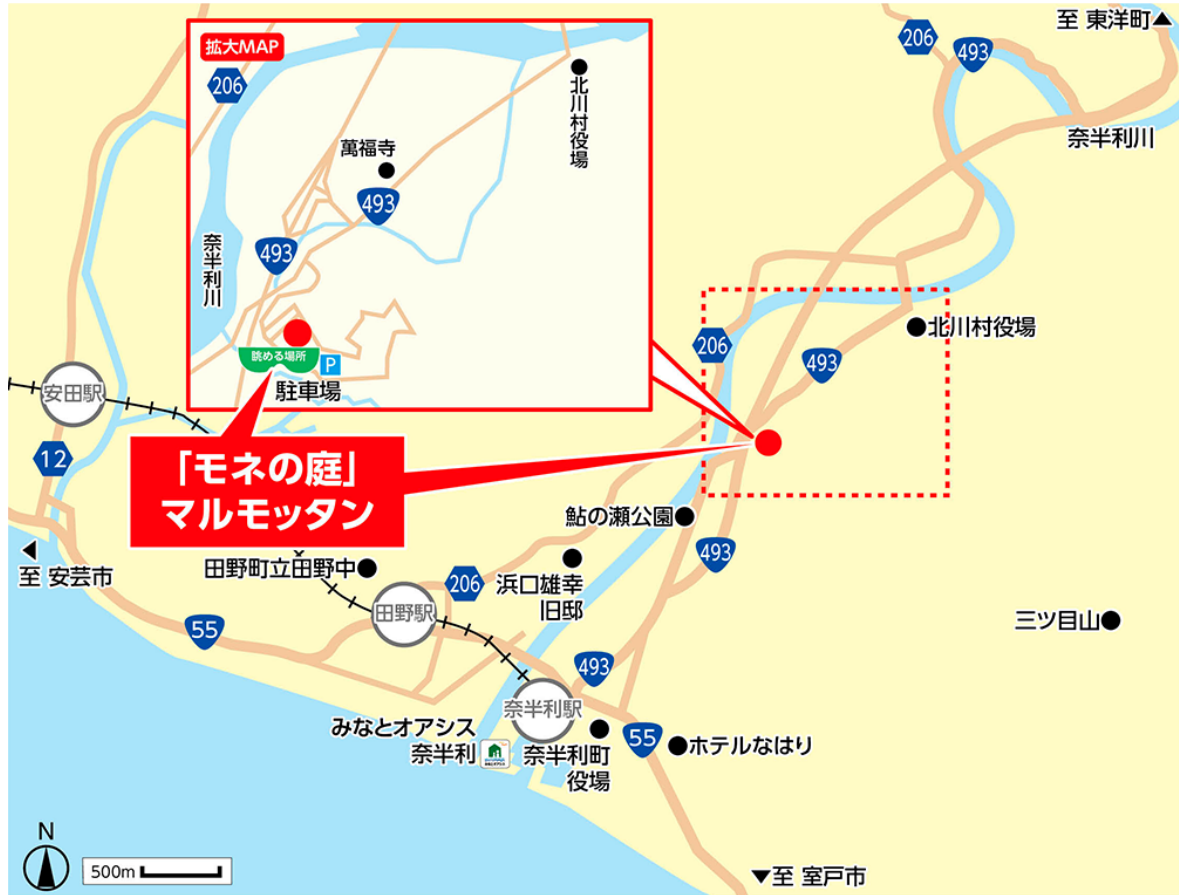 至 東洋町▲
206
493
拡大MAP
206
北川村役場
奈半利川
萬福寺
493
奈半利川
493
眺める場所
P
駐車場
北川村役場
206
493
安田駅
12
「モネの庭」
マルモッタン
鮎の瀬公園
493
◀
至 安芸市
田野町立田野中
206
浜口雄幸
旧邸
田野駅
55
三ツ目山
493
奈半利駅
みなとオアシス
奈半利
奈半利町
役場
55
ホテルなはり
N
500m
▼至 室戸市